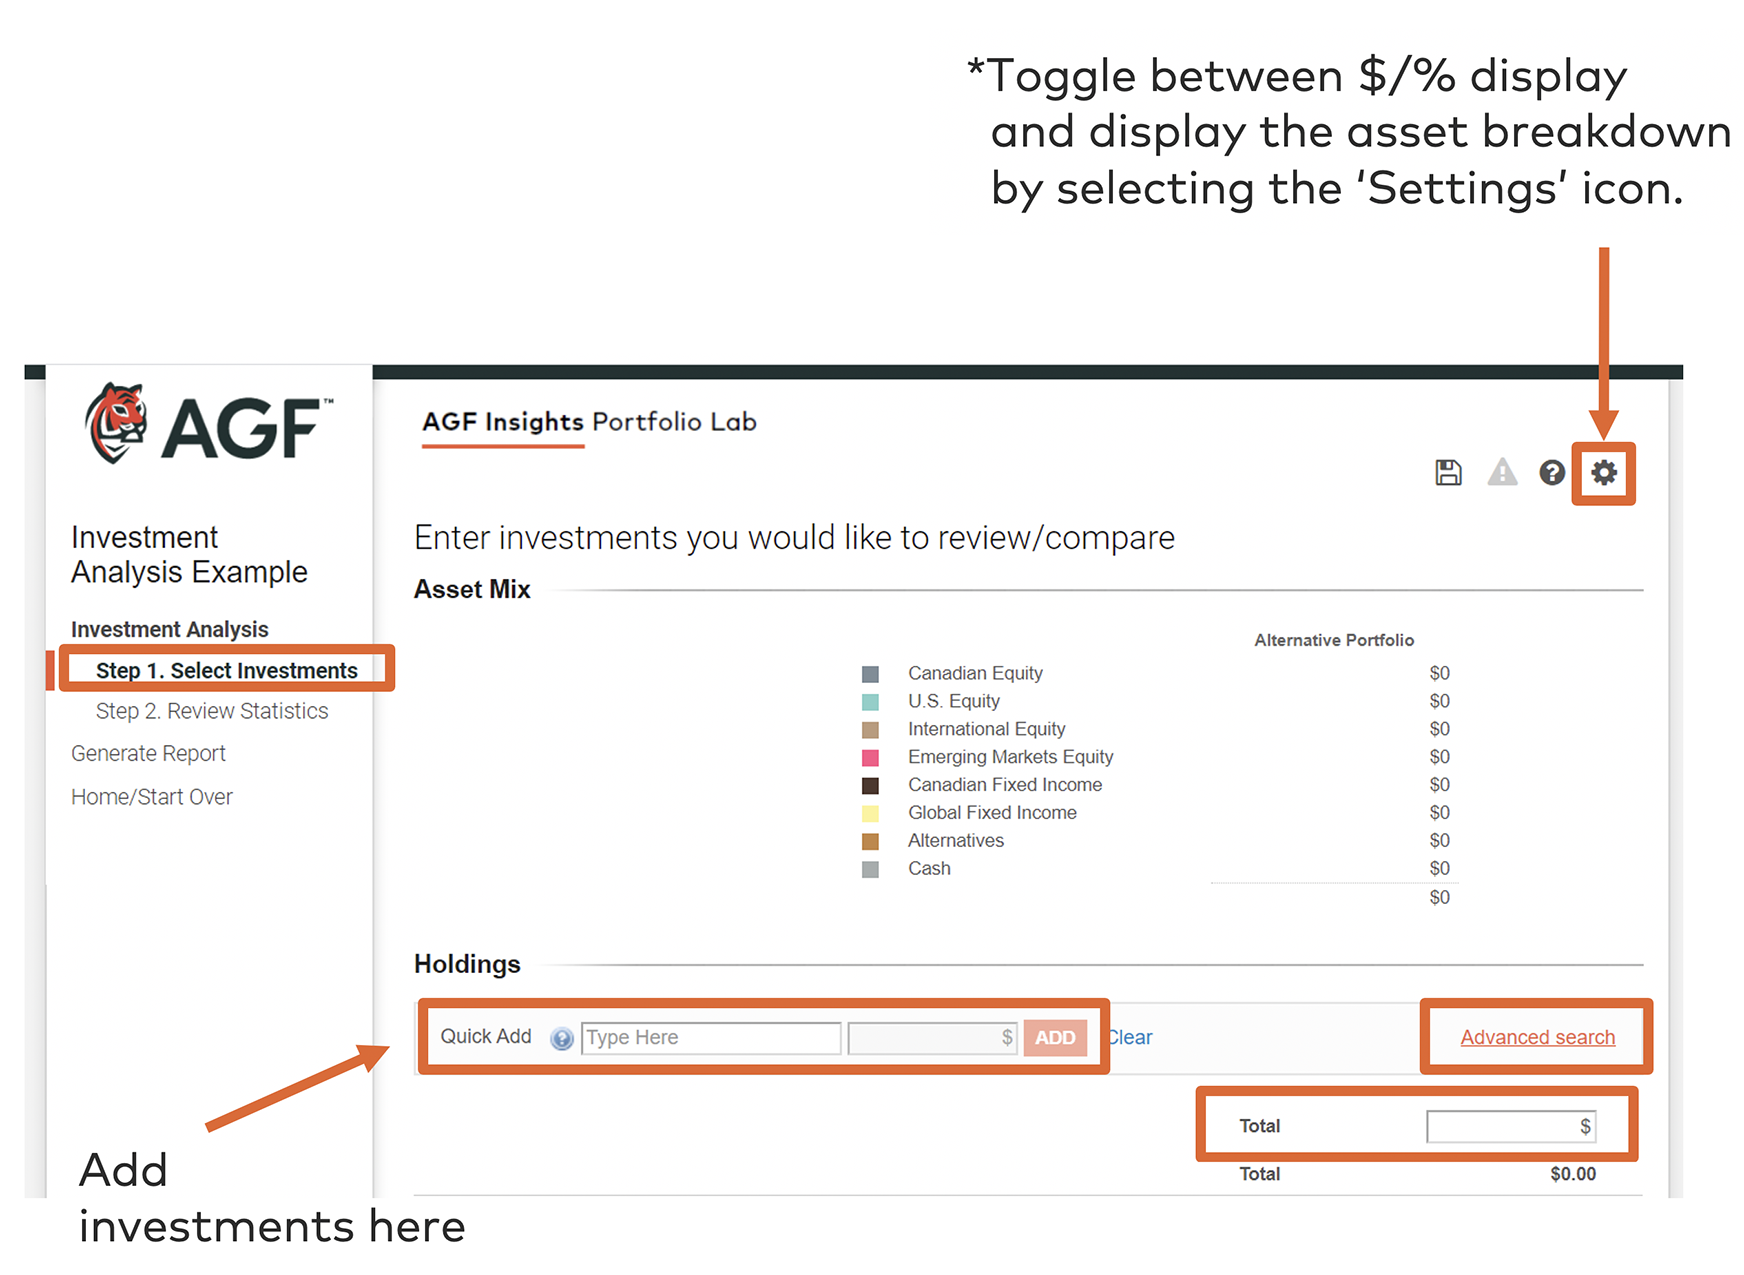 *Toggle between $/% display
and display the asset breakdown
by selecting the ‘Settings’ icon.
AGF™
AGF Insights Portfolio Lab
Investment
Analysis Example
Investment Analysis
Step 1. Select Investments
Step 2. Review Statistics
Generate Report
Home/Start Over
Enter investments you would like to review/compare
Asset Mix
Alternative Portfolio
Canadian Equity $0
U.S. Equity $0
International Equity $0
Emerging Markets Equity $0
Canadian Fixed Income $0
Global Fixed Income $0
Alternatives $0
Cash $0
$0
Holdings
Quick Add ? Type Here $ ADD Clear Advanced search
Total $
Total $0.00
Add
investments here